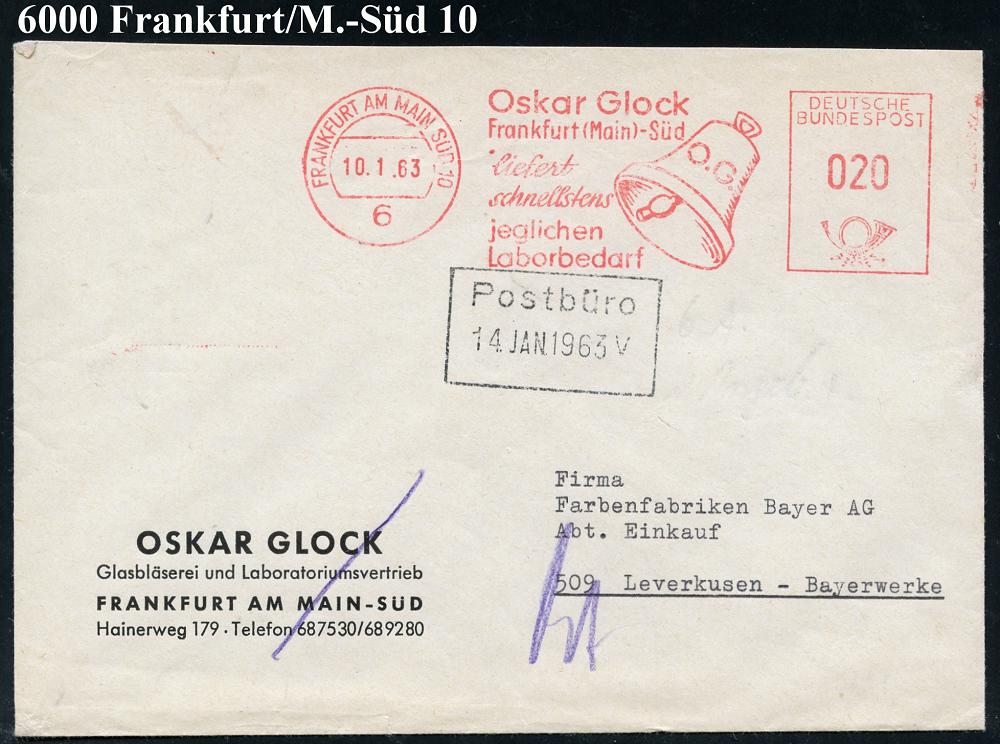 6000 Frankfurt/M.-Süd 10
FRANKFURT AM MAIN SÜD 10
10.1.63
6
Oskar Glock
Frankfurt (Main)-Süd
liefert
schnellstens
jeglichen
Laborbedarf
O.G.
DEUTSCHE
BUNDESPOST
020
Postbüro
14.JAN.1963 V
Firma
Farbenfabriken Bayer AG
Abt. Einkauf
509 Leverkusen - Bayerwerke
OSKAR GLOCK
Glasbläserei und Laboratoriumsvertrieb
FRANKFURT AM MAIN-SÜD
Hainerweg 179 · Telefon 687530/689280